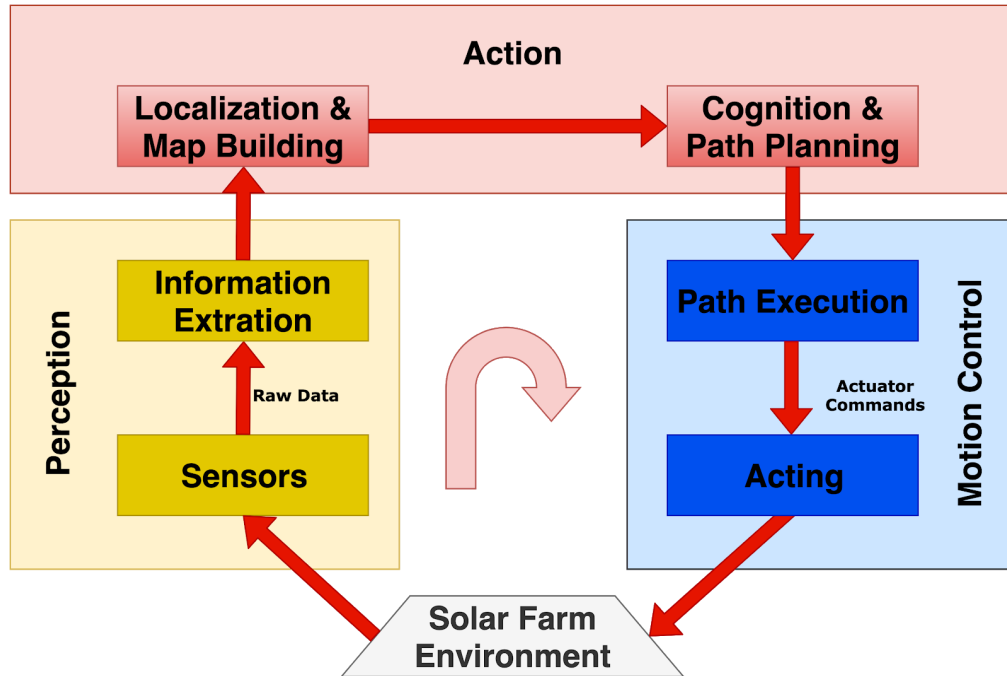 Action
Localization &
Map Building
Cognition &
Path Planning
Perception
Information
Extration
Raw Data
Sensors
Path Execution
Actuator
Commands
Acting
Motion Control
Solar Farm
Environment